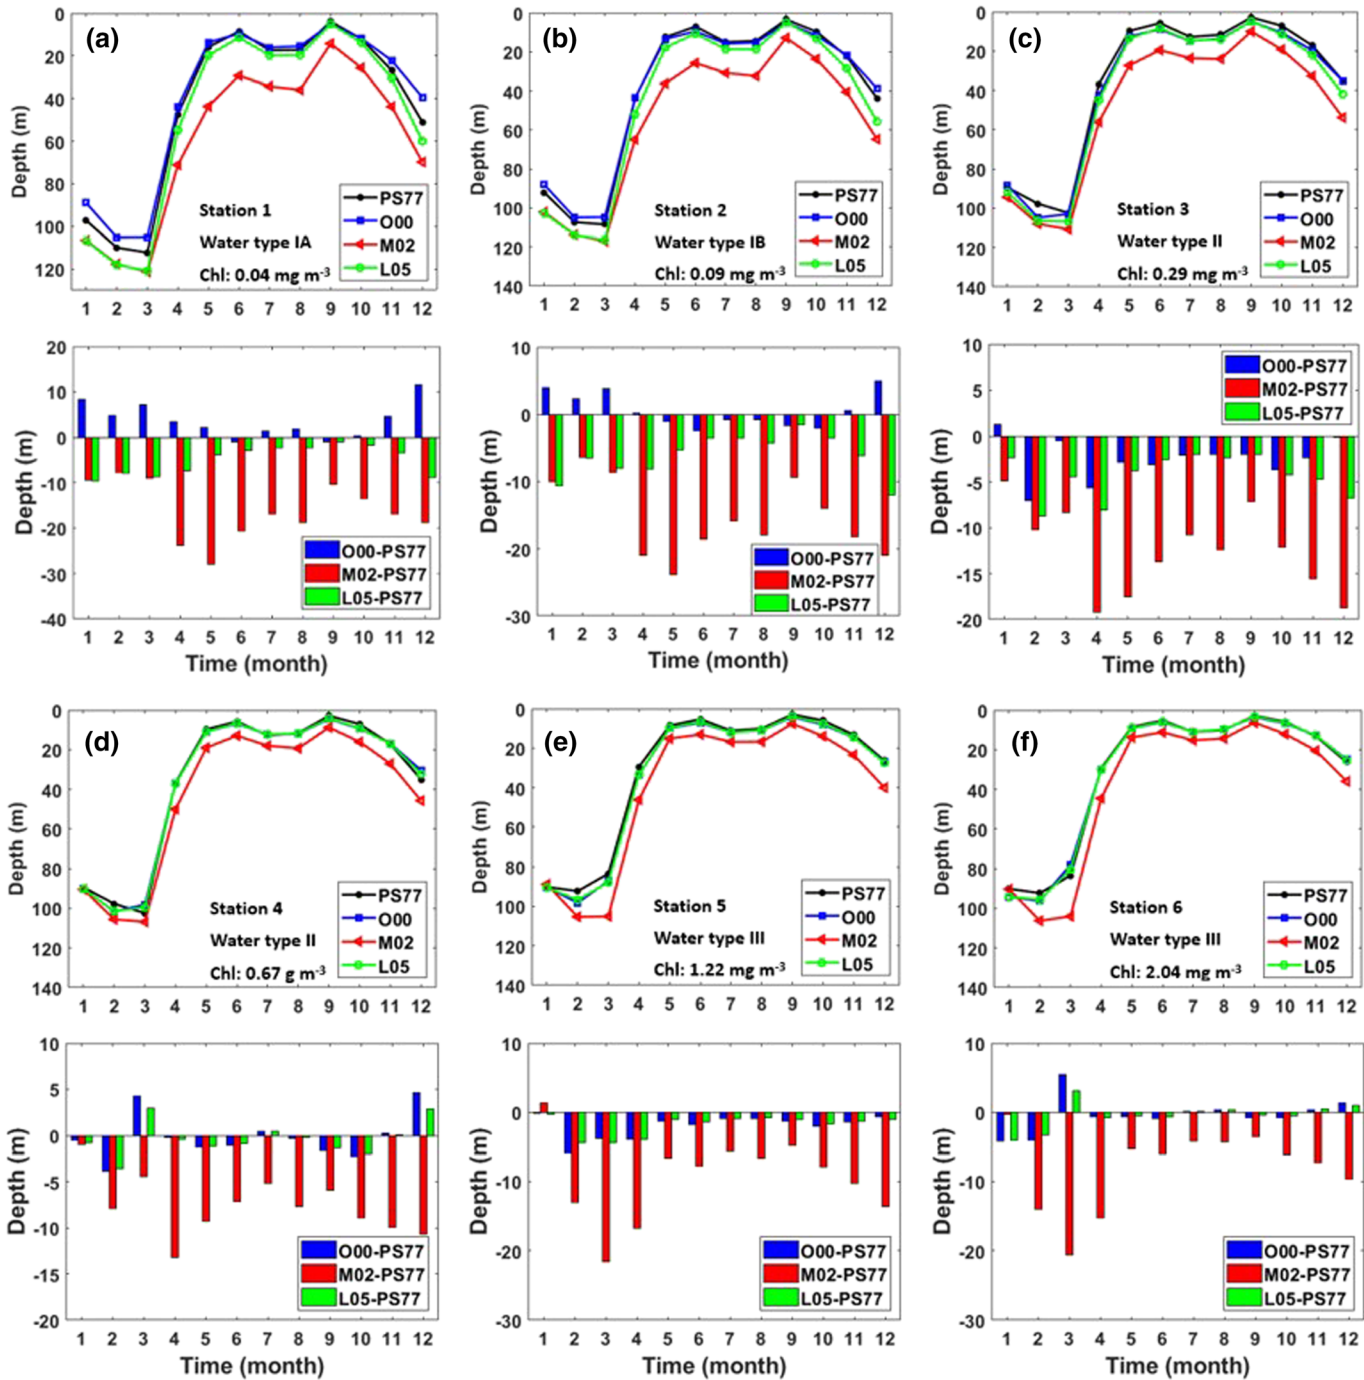 (a)
Depth (m)
0
20
40
60
80
100
120
Station 1
Water type IA
Chl: 0.04 mg m-3
PS77
O00
M02
L05
1 2 3 4 5 6 7 8 9 10 11 12
(b)
Depth (m)
0
20
40
60
80
100
120
140
Station 2
Water type IB
Chl: 0.09 mg m-3
PS77
O00
M02
L05
1 2 3 4 5 6 7 8 9 10 11 12
(c)
Depth (m)
0
20
40
60
80
100
120
140
Station 3
Water type II
Chl: 0.29 mg m-3
PS77
O00
M02
L05
1 2 3 4 5 6 7 8 9 10 11 12
Depth (m)
20
10
0
-10
-20
-30
-40
O00-PS77
M02-PS77
L05-PS77
1 2 3 4 5 6 7 8 9 10 11 12
Time (month)
Depth (m)
10
0
-10
-20
-30
O00-PS77
M02-PS77
L05-PS77
1 2 3 4 5 6 7 8 9 10 11 12
Time (month)
Depth (m)
10
5
0
-5
-10
-15
-20
O00-PS77
M02-PS77
L05-PS77
1 2 3 4 5 6 7 8 9 10 11 12
Time (month)
(d)
Depth (m)
0
20
40
60
80
100
120
140
Station 4
Water type II
Chl: 0.67 g m-3
PS77
O00
M02
L05
1 2 3 4 5 6 7 8 9 10 11 12
(e)
Depth (m)
0
20
40
60
80
100
120
140
Station 5
Water type III
Chl: 1.22 mg m-3
PS77
O00
M02
L05
1 2 3 4 5 6 7 8 9 10 11 12
(f)
Depth (m)
0
20
40
60
80
100
120
140
Station 6
Water type III
Chl: 2.04 mg m-3
PS77
O00
M02
L05
1 2 3 4 5 6 7 8 9 10 11 12
Depth (m)
10
5
0
-5
-10
-15
-20
O00-PS77
M02-PS77
L05-PS77
1 2 3 4 5 6 7 8 9 10 11 12
Time (month)
Depth (m)
10
0
-10
-20
-30
O00-PS77
M02-PS77
L05-PS77
1 2 3 4 5 6 7 8 9 10 11 12
Time (month)
Depth (m)
10
0
-10
-20
-30
O00-PS77
M02-PS77
L05-PS77
1 2 3 4 5 6 7 8 9 10 11 12
Time (month)